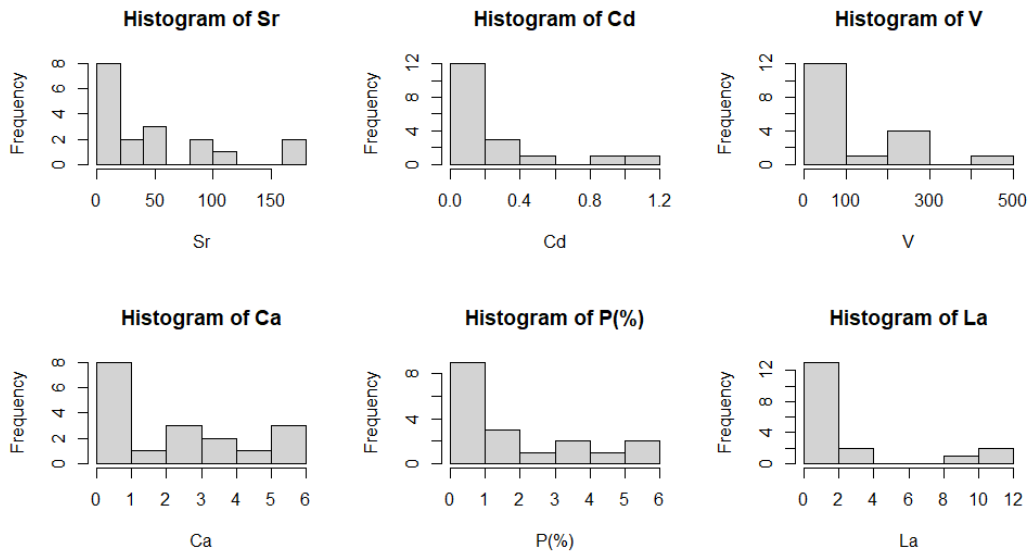 Histogram of Sr
Frequency
0 2 4 6 8
0 50 100 150
Sr
Histogram of Cd
Frequency
0 4 8 12
0.0 0.4 0.8 1.2
Cd
Histogram of V
Frequency
0 4 8 12
0 100 300 500
V
Histogram of Ca
Frequency
0 2 4 6 8
0 1 2 3 4 5 6
Ca
Histogram of P(%)
Frequency
0 4 8
0 1 2 3 4 5 6
P(%)
Histogram of La
Frequency
0 4 8 12
0 2 4 6 8 10 12
La